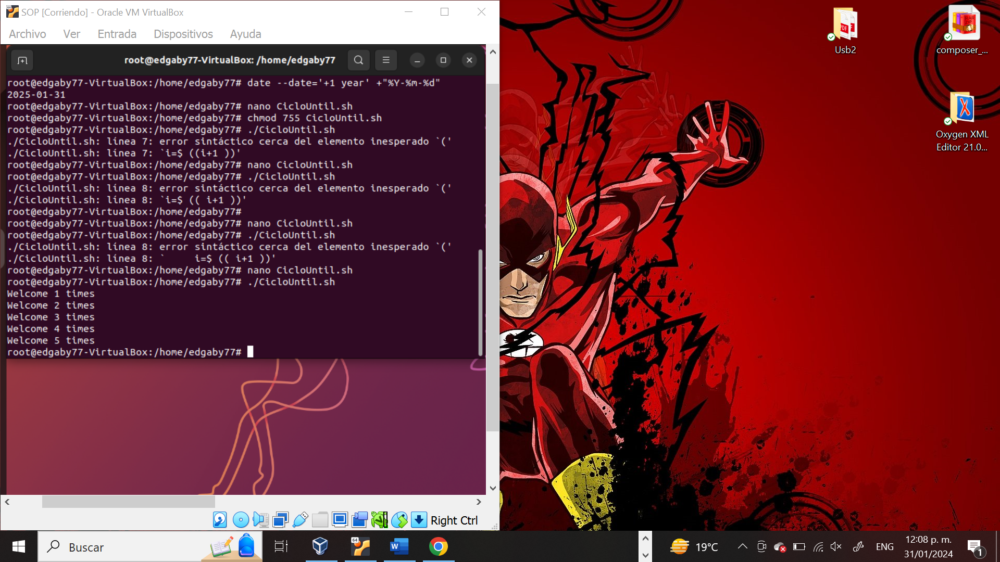 SOP [Corriendo] - Oracle VM VirtualBox
Archivo Ver Entrada Dispositivos Ayuda
root@edgaby77-VirtualBox: /home/edgaby77
root@edgaby77-VirtualBox:/home/edgaby77# date --date='+1 year' +"%Y-%m-%d"
2025-01-31
root@edgaby77-VirtualBox:/home/edgaby77# nano CicloUntil.sh
root@edgaby77-VirtualBox:/home/edgaby77# chmod 755 CicloUntil.sh
root@edgaby77-VirtualBox:/home/edgaby77# ./CicloUntil.sh
./CicloUntil.sh: línea 7: error sintáctico cerca del elemento inesperado `('
./CicloUntil.sh: línea 7: `i=$ ((i+1 ))'
root@edgaby77-VirtualBox:/home/edgaby77# nano CicloUntil.sh
root@edgaby77-VirtualBox:/home/edgaby77# ./CicloUntil.sh
./CicloUntil.sh: línea 8: error sintáctico cerca del elemento inesperado `('
./CicloUntil.sh: línea 8: `i=$ (( i+1 ))'
root@edgaby77-VirtualBox:/home/edgaby77#
root@edgaby77-VirtualBox:/home/edgaby77# nano CicloUntil.sh
root@edgaby77-VirtualBox:/home/edgaby77# ./CicloUntil.sh
./CicloUntil.sh: línea 8: error sintáctico cerca del elemento inesperado `('
./CicloUntil.sh: línea 8: `     i=$ (( i+1 ))'
root@edgaby77-VirtualBox:/home/edgaby77# nano CicloUntil.sh
root@edgaby77-VirtualBox:/home/edgaby77# ./CicloUntil.sh
Welcome 1 times
Welcome 2 times
Welcome 3 times
Welcome 4 times
Welcome 5 times
root@edgaby77-VirtualBox:/home/edgaby77#
Right Ctrl
Usb2
composer_...
Oxygen XML
Editor 21.0...
Buscar
64
19°C
ENG
12:08 p. m.
31/01/2024
1